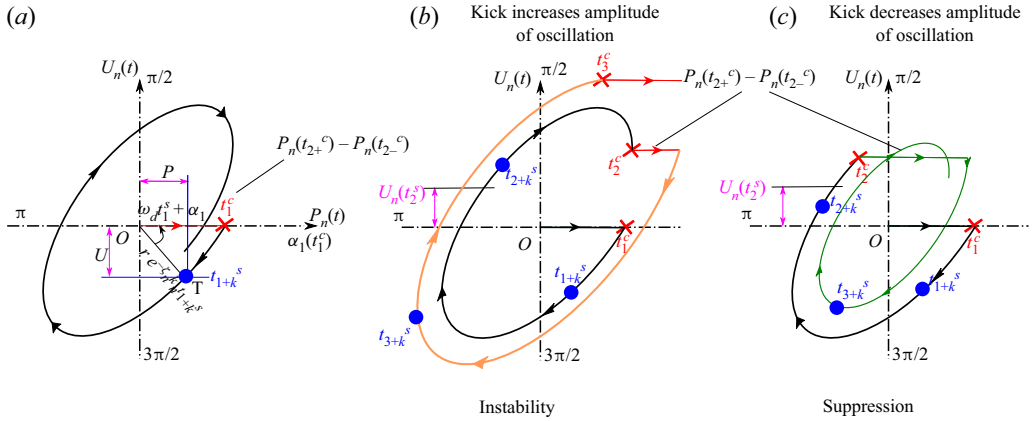 (a)
U_n(t)
π/2
P_n(t_{2+}^c) – P_n(t_{2–}^c)
P
π
ω_d t_1^s + α_1
t_1^c
P_n(t)
O
α_1(t_1^c)
U
T
t_{1+k}^s
3π/2
(b)
Kick increases amplitude
of oscillation
t_3^c
U_n(t)
π/2
P_n(t_{2+}^c) – P_n(t_{2–}^c)
t_2^c
t_{2+k}^s
U_n(t_2^s)
π
O
t_1^c
t_{1+k}^s
t_{3+k}^s
3π/2
Instability
(c)
Kick decreases amplitude
of oscillation
U_n(t)
π/2
t_2^c
U_n(t_2^s)
t_{2+k}^s
π
O
t_1^c
t_{1+k}^s
t_{3+k}^s
3π/2
Suppression